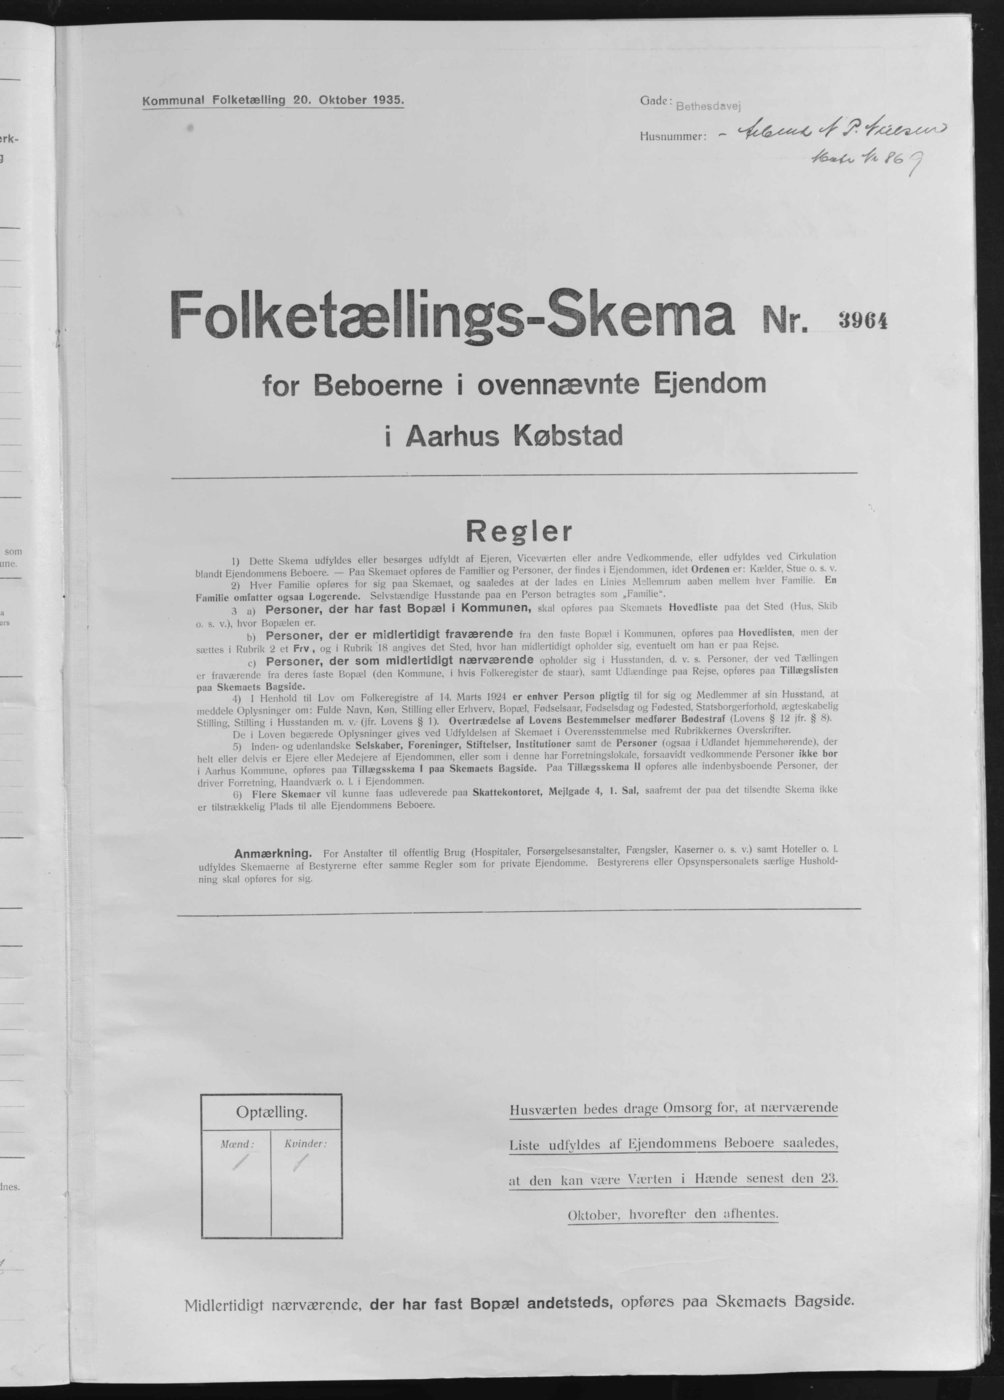 Kommunal Folketælling 20. Oktober 1935.
Gade: Bethesdavej
Husnummer: - N P. Nielsen
Matr Nr 869
Folketællings-Skema Nr. 3964
for Beboerne i ovennævnte Ejendom
i Aarhus Købstad
Regler
1) Dette Skema udfyldes eller besørges udfyldt af Ejeren, Viceværten eller andre Vedkommende, eller udfyldes ved Cirkulation
blandt Ejendommens Beboere. — Paa Skemaet opføres de Familier og Personer, der findes i Ejendommen, idet Ordenen er: Kælder, Stue o. s. v.
2) Hver Familie opføres for sig paa Skemaet, og saaledes at der lades en Linies Mellemrum aaben mellem hver Familie. En
Familie omfatter ogsaa Logerende. Selvstændige Husstande paa en Person betragtes som „Familie“.
3 a) Personer, der har fast Bopæl i Kommunen, skal opføres paa Skemaets Hovedliste paa det Sted (Hus, Skib
o. s. v.), hvor Bopælen er.
b) Personer, der er midlertidigt fraværende fra den faste Bopæl i Kommunen, opføres paa Hovedlisten, men der
sættes i Rubrik 2 et Frv, og i Rubrik 18 angives det Sted, hvor han midlertidigt opholder sig, eventuelt om han er paa Rejse.
c) Personer, der som midlertidigt nærværende opholder sig i Husstanden, d. v. s. Personer, der ved Tællingen
er fraværende fra deres faste Bopæl (den Kommune, i hvis Folkeregister de staar), samt Udlændinge paa Rejse, opføres paa Tillægslisten
paa Skemaets Bagside.
4) I Henhold til Lov om Folkeregistre af 14. Marts 1924 er enhver Person pligtig til for sig og Medlemmer af sin Husstand, at
meddele Oplysninger om: Fulde Navn, Køn, Stilling eller Erhverv, Bopæl, Fødselsaar, Fødselsdag og Fødested, Statsborgerforhold, ægteskabelig
Stilling, Stilling i Husstanden m. v. (jfr. Lovens § 1). Overtrædelse af Lovens Bestemmelser medfører Bødestraf (Lovens § 12 jfr. § 8).
De i Loven begærede Oplysninger gives ved Udfyldelsen af Skemaet i Overensstemmelse med Rubrikkernes Overskrifter.
5) Inden- og udenlandske Selskaber, Foreninger, Stiftelser, Institutioner samt de Personer (ogsaa i Udlandet hjemmehørende), der
helt eller delvis er Ejere eller Medejere af Ejendommen, eller som i denne har Forretningslokale, forsaavidt vedkommende Personer ikke bor
i Aarhus Kommune, opføres paa Tillægsskema I paa Skemaets Bagside. Paa Tillægsskema II opføres alle indenbysboende Personer, der
driver Forretning, Haandværk o. l. i Ejendommen.
6) Flere Skemaer vil kunne faas udleverede paa Skattekontoret, Mejlgade 4, 1. Sal, saafremt der paa det tilsendte Skema ikke
er tilstrækkelig Plads til alle Ejendommens Beboere.
Anmærkning. For Anstalter til offentlig Brug (Hospitaler, Forsørgelsesanstalter, Fængsler, Kaserner o. s. v.) samt Hoteller o. l.
udfyldes Skemaerne af Bestyrerne efter samme Regler som for private Ejendomme. Bestyrerens eller Opsynspersonalets særlige Hushold-
ning skal opføres for sig.
Optælling.
Mænd: Kvinder:
1 1
Husværten bedes drage Omsorg for, at nærværende
Liste udfyldes af Ejendommens Beboere saaledes,
at den kan være Værten i Hænde senest den 23.
Oktober, hvorefter den afhentes.
Midlertidigt nærværende, der har fast Bopæl andetsteds, opføres paa Skemaets Bagside.